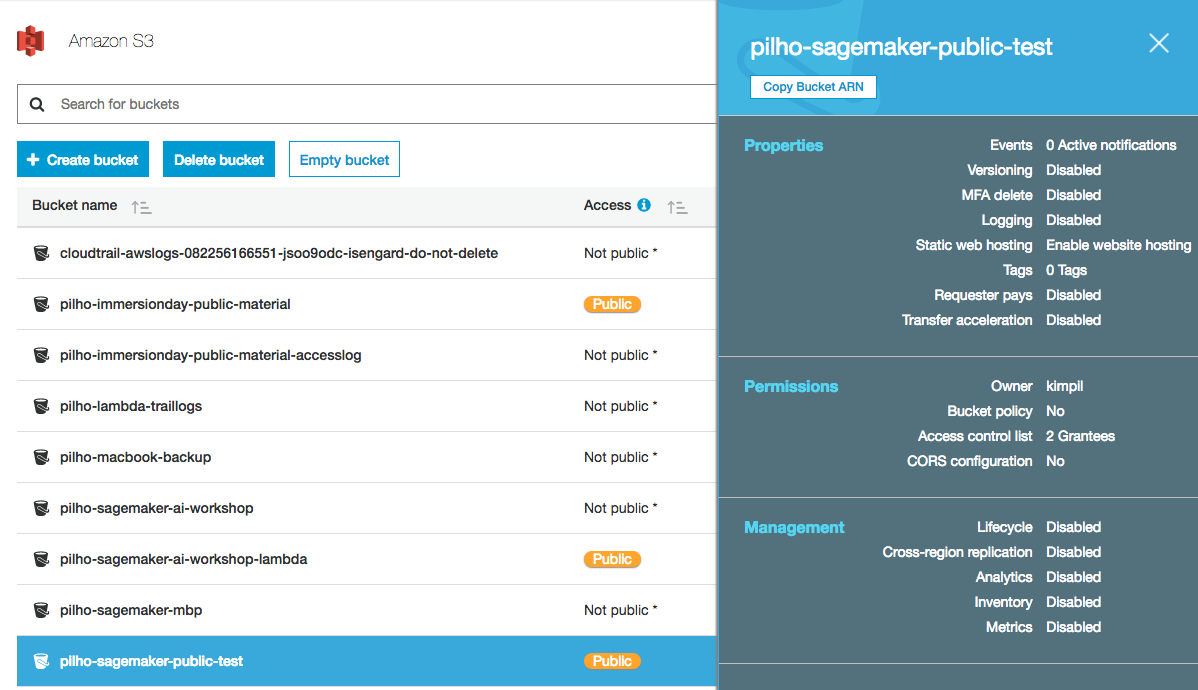 Amazon S3
Search for buckets
+ Create bucket Delete bucket Empty bucket
Bucket name Access
cloudtrail-awslogs-082256166551-jsoo9odc-isengard-do-not-delete Not public *
pilho-immersionday-public-material Public
pilho-immersionday-public-material-accesslog Not public *
pilho-lambda-traillogs Not public *
pilho-macbook-backup Not public *
pilho-sagemaker-ai-workshop Not public *
pilho-sagemaker-ai-workshop-lambda Public
pilho-sagemaker-mbp Not public *
pilho-sagemaker-public-test Public
pilho-sagemaker-public-test
Copy Bucket ARN
Properties Events 0 Active notifications
Versioning Disabled
MFA delete Disabled
Logging Disabled
Static web hosting Enable website hosting
Tags 0 Tags
Requester pays Disabled
Transfer acceleration Disabled
Permissions Owner kimpil
Bucket policy No
Access control list 2 Grantees
CORS configuration No
Management Lifecycle Disabled
Cross-region replication Disabled
Analytics Disabled
Inventory Disabled
Metrics Disabled